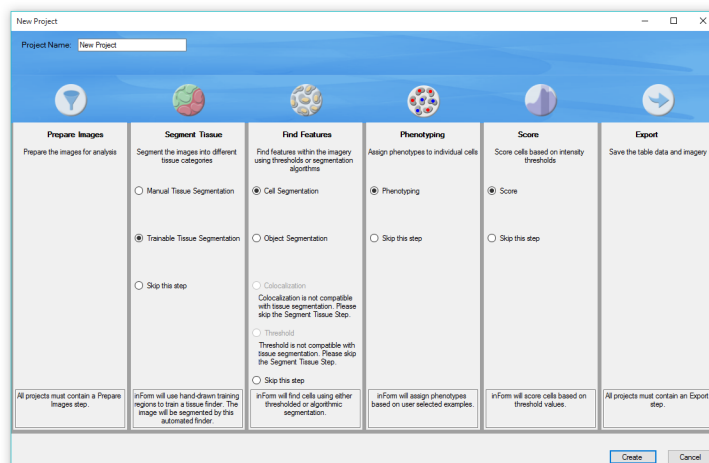 New Project
Project Name: New Project
Prepare Images
Prepare the images for analysis
All projects must contain a Prepare
Images step.
Segment Tissue
Segment the images into different
tissue categories
Manual Tissue Segmentation
Trainable Tissue Segmentation
Skip this step
inForm will use hand-drawn training
regions to train a tissue finder. The
image will be segmented by this
automated finder.
Find Features
Find features within the imagery
using thresholds or segmentation
algorithms
Cell Segmentation
Object Segmentation
Colocalization
Colocalization is not compatible
with tissue segmentation. Please
skip the Segment Tissue Step.
Threshold
Threshold is not compatible with
tissue segmentation. Please skip
the Segment Tissue Step.
Skip this step
inForm will find cells using either
thresholded or algorithmic
segmentation.
Phenotyping
Assign phenotypes to individual cells
Phenotyping
Skip this step
inForm will assign phenotypes
based on user selected examples.
Score
Score cells based on intensity
thresholds
Score
Skip this step
inForm will score cells based on
threshold values.
Export
Save the table data and imagery
All projects must contain an Export
step.
Create
Cancel